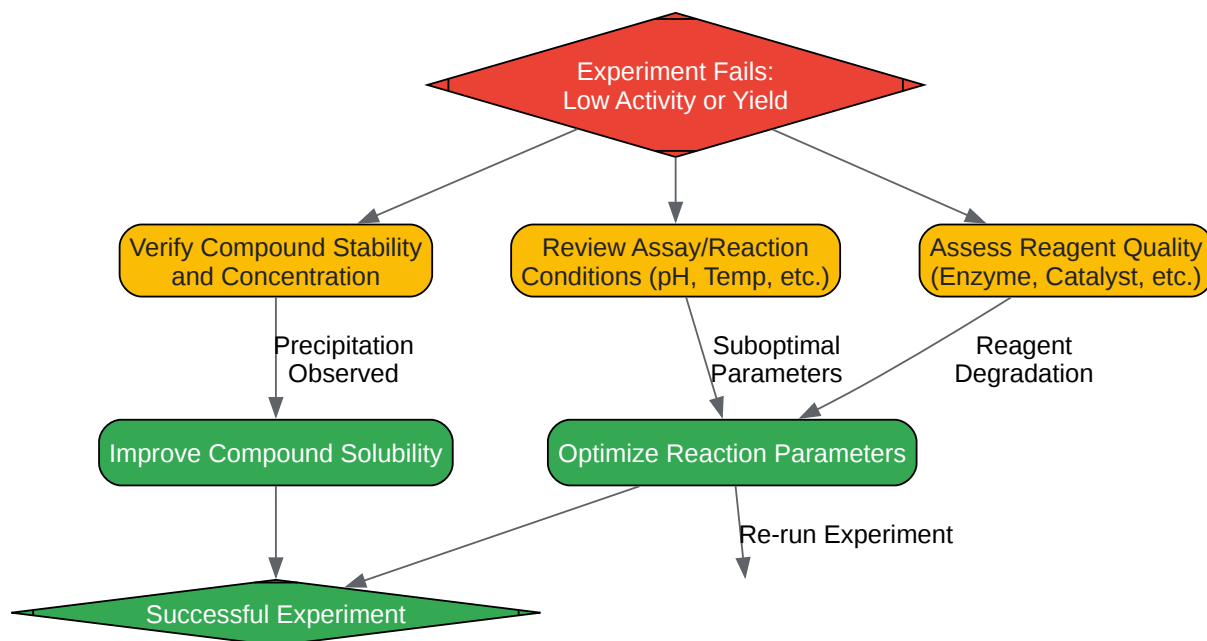 Experiment Fails:
Low Activity or Yield
Verify Compound Stability
and Concentration
Review Assay/Reaction
Conditions (pH, Temp, etc.)
Assess Reagent Quality
(Enzyme, Catalyst, etc.)
Precipitation
Observed
Suboptimal
Parameters
Reagent
Degradation
Improve Compound Solubility
Optimize Reaction Parameters
Re-run Experiment
Successful Experiment